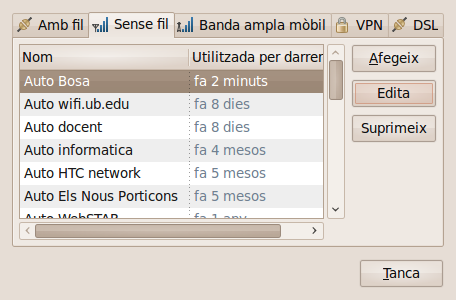 Amb fil Sense fil Banda ampla mòbil VPN DSL
Nom Utilitzada per darrer
Afegeix
Auto Bosa fa 2 minuts
Edita
Auto wifi.ub.edu fa 8 dies
Auto docent fa 8 dies
Suprimeix
Auto informatica fa 4 mesos
Auto HTC network fa 5 mesos
Auto Els Nous Porticons fa 5 mesos
Auto WebSTAR fa 1 any
Tanca